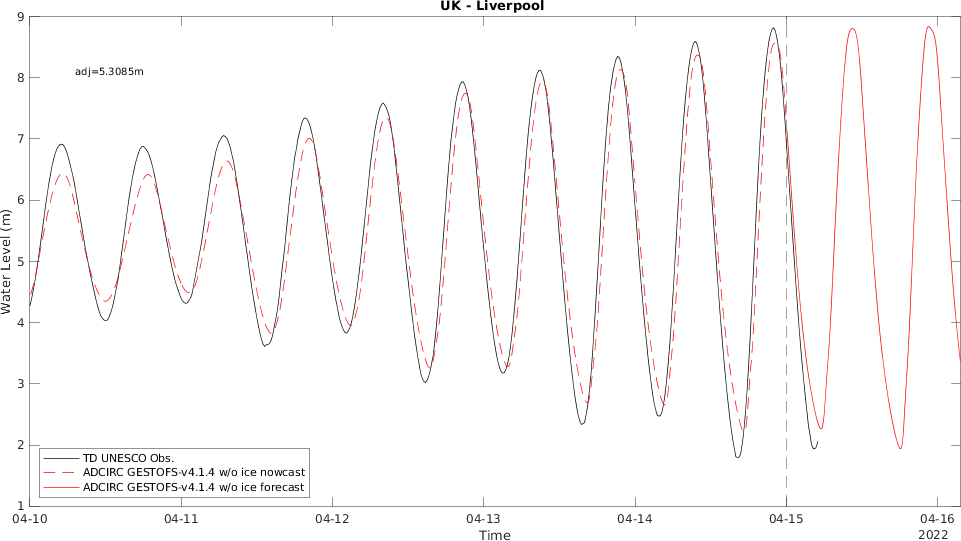 UK - Liverpool
9
8
7
6
5
4
3
2
1
Water Level (m)
adj=5.3085m
TD UNESCO Obs.
ADCIRC GESTOFS-v4.1.4 w/o ice nowcast
ADCIRC GESTOFS-v4.1.4 w/o ice forecast
04-10 04-11 04-12 04-13 04-14 04-15 04-16
Time
2022